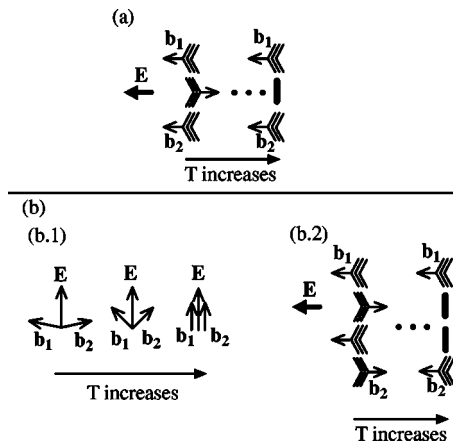 (a)
b1 b1
E
b2 b2
T increases
(b)
(b.1) (b.2)
E E E
b1 b2 b1 b2 b1 b2
T increases
b1 b1
E
b2 b2
T increases